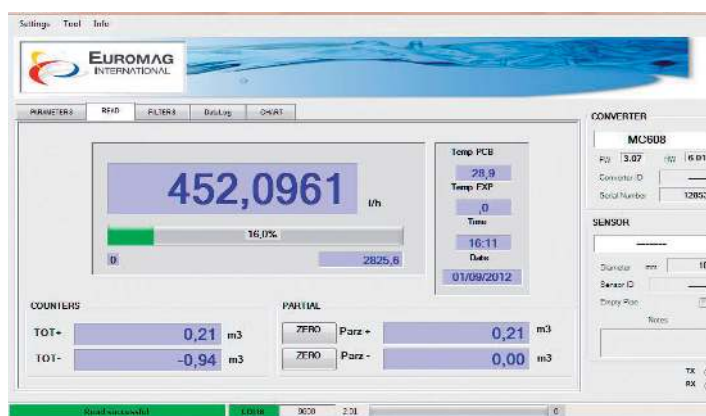 Settings Tool Info
EUROMAG
INTERNATIONAL
PARAMETERS READ FILTERS DataLog CHART
452,0961 l/h
16,0%
0 2825,6
Temp PCB
28,9
Temp EXP
,0
Time
16:11
Date
01/09/2012
COUNTERS
TOT+ 0,21 m3
TOT- -0,94 m3
PARTIAL
ZERO Parz + 0,21 m3
ZERO Parz - 0,00 m3
CONVERTER
MC608
FW 3.07 HW 6.01
Converter ID
Serial Number
SENSOR
--------
Diameter mm
Sensor ID
Empty Pipe
Notes
TX
RX
Read successful 9600 2.01 0